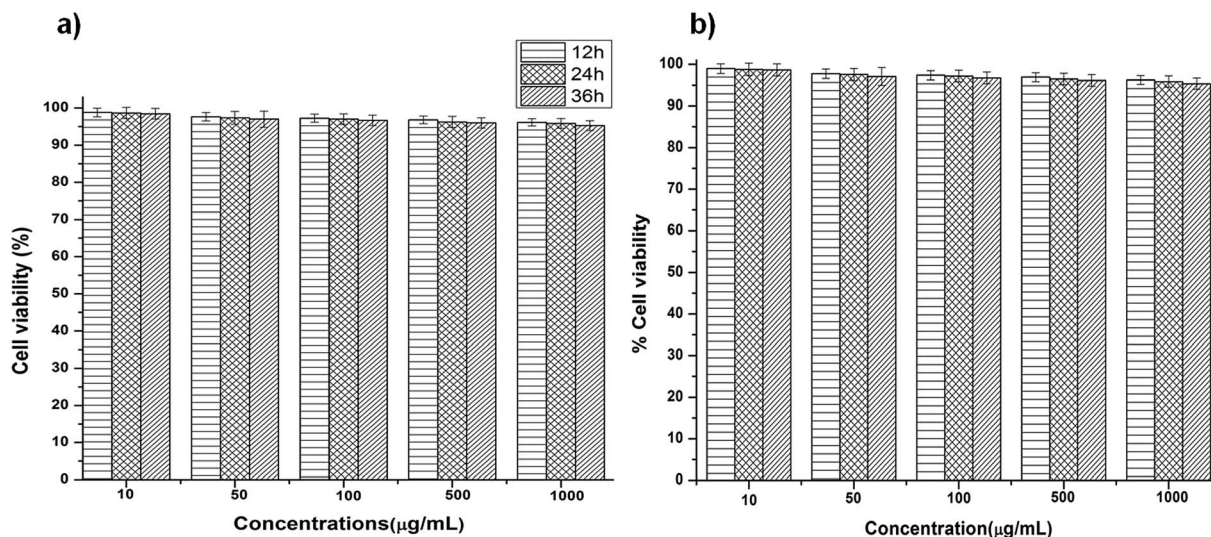 a)
12h
24h
36h
Cell viability (%)
100
90
80
70
60
50
40
30
20
10
0
10 50 100 500 1000
Concentrations(μg/mL)
b)
% Cell viability
100
90
80
70
60
50
40
30
20
10
0
10 50 100 500 1000
Concentration(μg/mL)